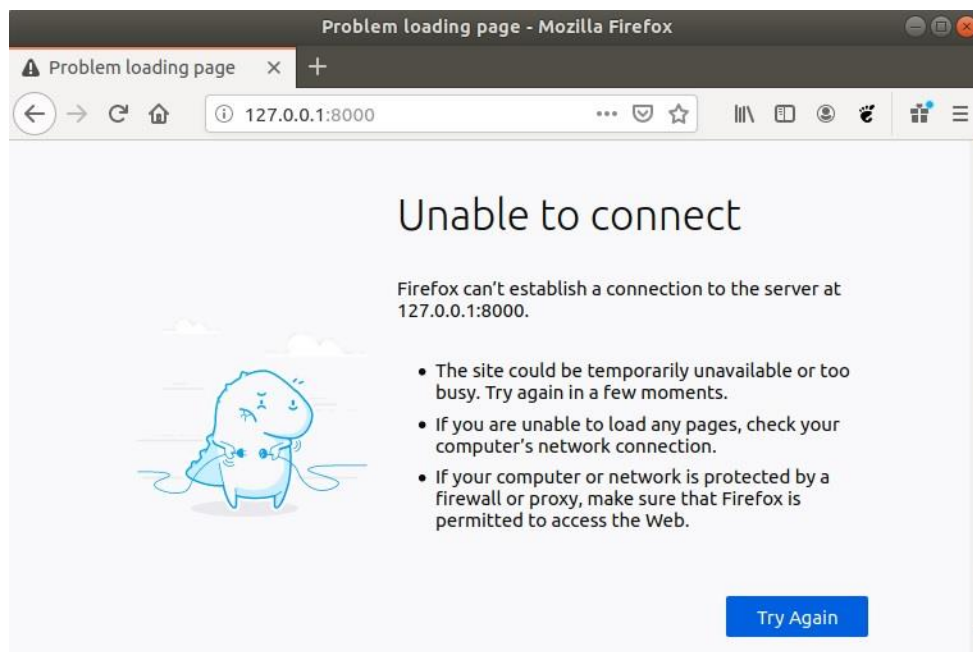 Problem loading page - Mozilla Firefox
Problem loading page
127.0.0.1:8000
Unable to connect
Firefox can’t establish a connection to the server at
127.0.0.1:8000.
• The site could be temporarily unavailable or too
busy. Try again in a few moments.
• If you are unable to load any pages, check your
computer’s network connection.
• If your computer or network is protected by a
firewall or proxy, make sure that Firefox is
permitted to access the Web.
Try Again